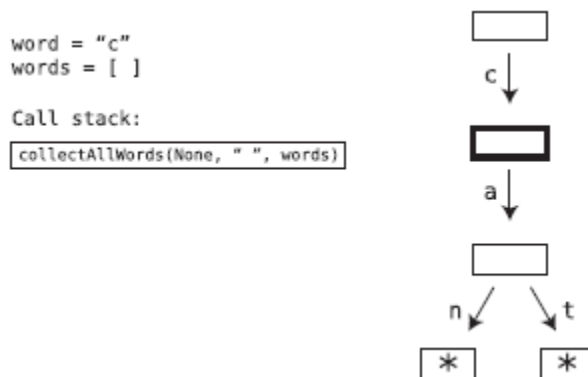 word = “c”
words = [ ]
Call stack:
collectAllWords(None, “ ”, words)
c
a
n t
* *